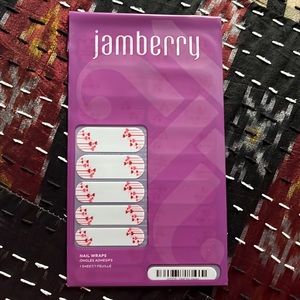 jamberry
NAIL WRAPS
ONGLES ADHÉSIFS
1 SHEET/FEUILLE